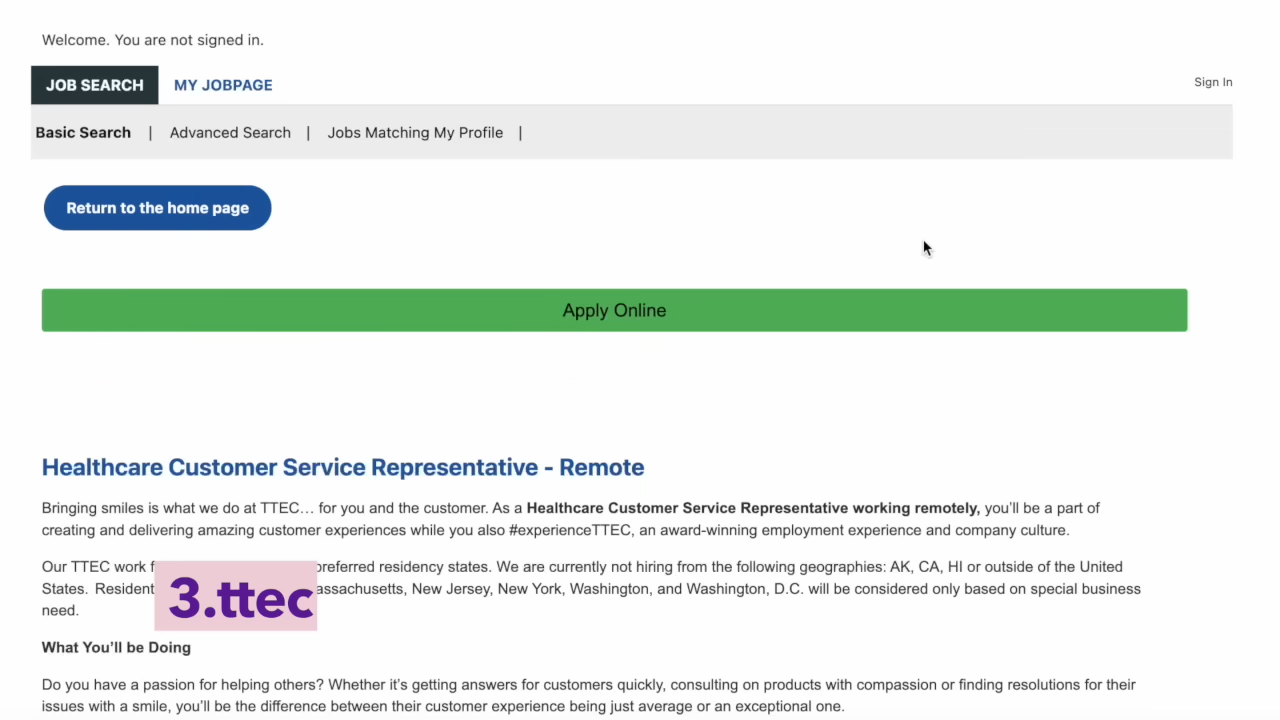 Welcome. You are not signed in.
JOB SEARCH MY JOBPAGE Sign In
Basic Search | Advanced Search | Jobs Matching My Profile |
Return to the home page
Apply Online
Healthcare Customer Service Representative - Remote
Bringing smiles is what we do at TTEC… for you and the customer. As a Healthcare Customer Service Representative working remotely, you’ll be a part of
creating and delivering amazing customer experiences while you also #experienceTTEC, an award-winning employment experience and company culture.
Our TTEC work preferred residency states. We are currently not hiring from the following geographies: AK, CA, HI or outside of the United
States. Resident assachusetts, New Jersey, New York, Washington, and Washington, D.C. will be considered only based on special business
need.
3.ttec
What You’ll be Doing
Do you have a passion for helping others? Whether it’s getting answers for customers quickly, consulting on products with compassion or finding resolutions for their
issues with a smile, you’ll be the difference between their customer experience being just average or an exceptional one.